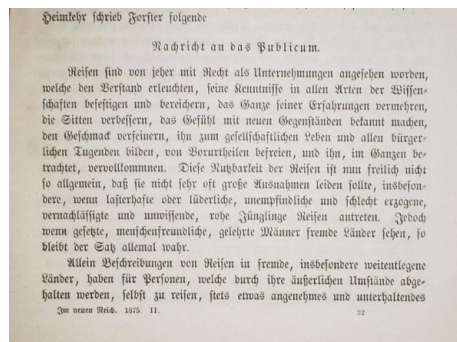 Heimkehr schrieb Forster folgende
Nachricht an das Publicum.
Reisen sind von jeher mit Recht als Unternehmungen angesehen worden,
welche den Verstand erleuchten, seine Kenntnisse in allen Arten der Wissen-
schaften befestigen und bereichern, das Ganze seiner Erfahrungen vermehren,
die Sitten verbessern, das Gefühl mit neuen Gegenständen bekannt machen,
den Geschmack verfeinern, ihn zum gesellschaftlichen Leben und allen bürger-
lichen Tugenden bilden, von Vorurtheilen befreien, und ihn, im Ganzen be-
trachtet, vervollkommnen. Diese Nutzbarkeit der Reisen ist nun freilich nicht
so allgemein, daß sie nicht sehr oft große Ausnahmen leiden sollte, insbeson-
dere, wenn lasterhafte oder lüderliche, unempfindliche und schlecht erzogene,
vernachlässigte und unwissende, rohe Jünglinge Reisen antreten. Jedoch
wenn gesetzte, menschenfreundliche, gelehrte Männer fremde Länder sehen, so
bleibt der Satz allemal wahr.
Allein Beschreibungen von Reisen in fremde, insbesondere weitentlegene
Länder, haben für Personen, welche durch ihre äußerlichen Umstände abge-
halten werden, selbst zu reisen, stets etwas angenehmes und unterhaltendes
Im neuen Reich. 1875. II. 22